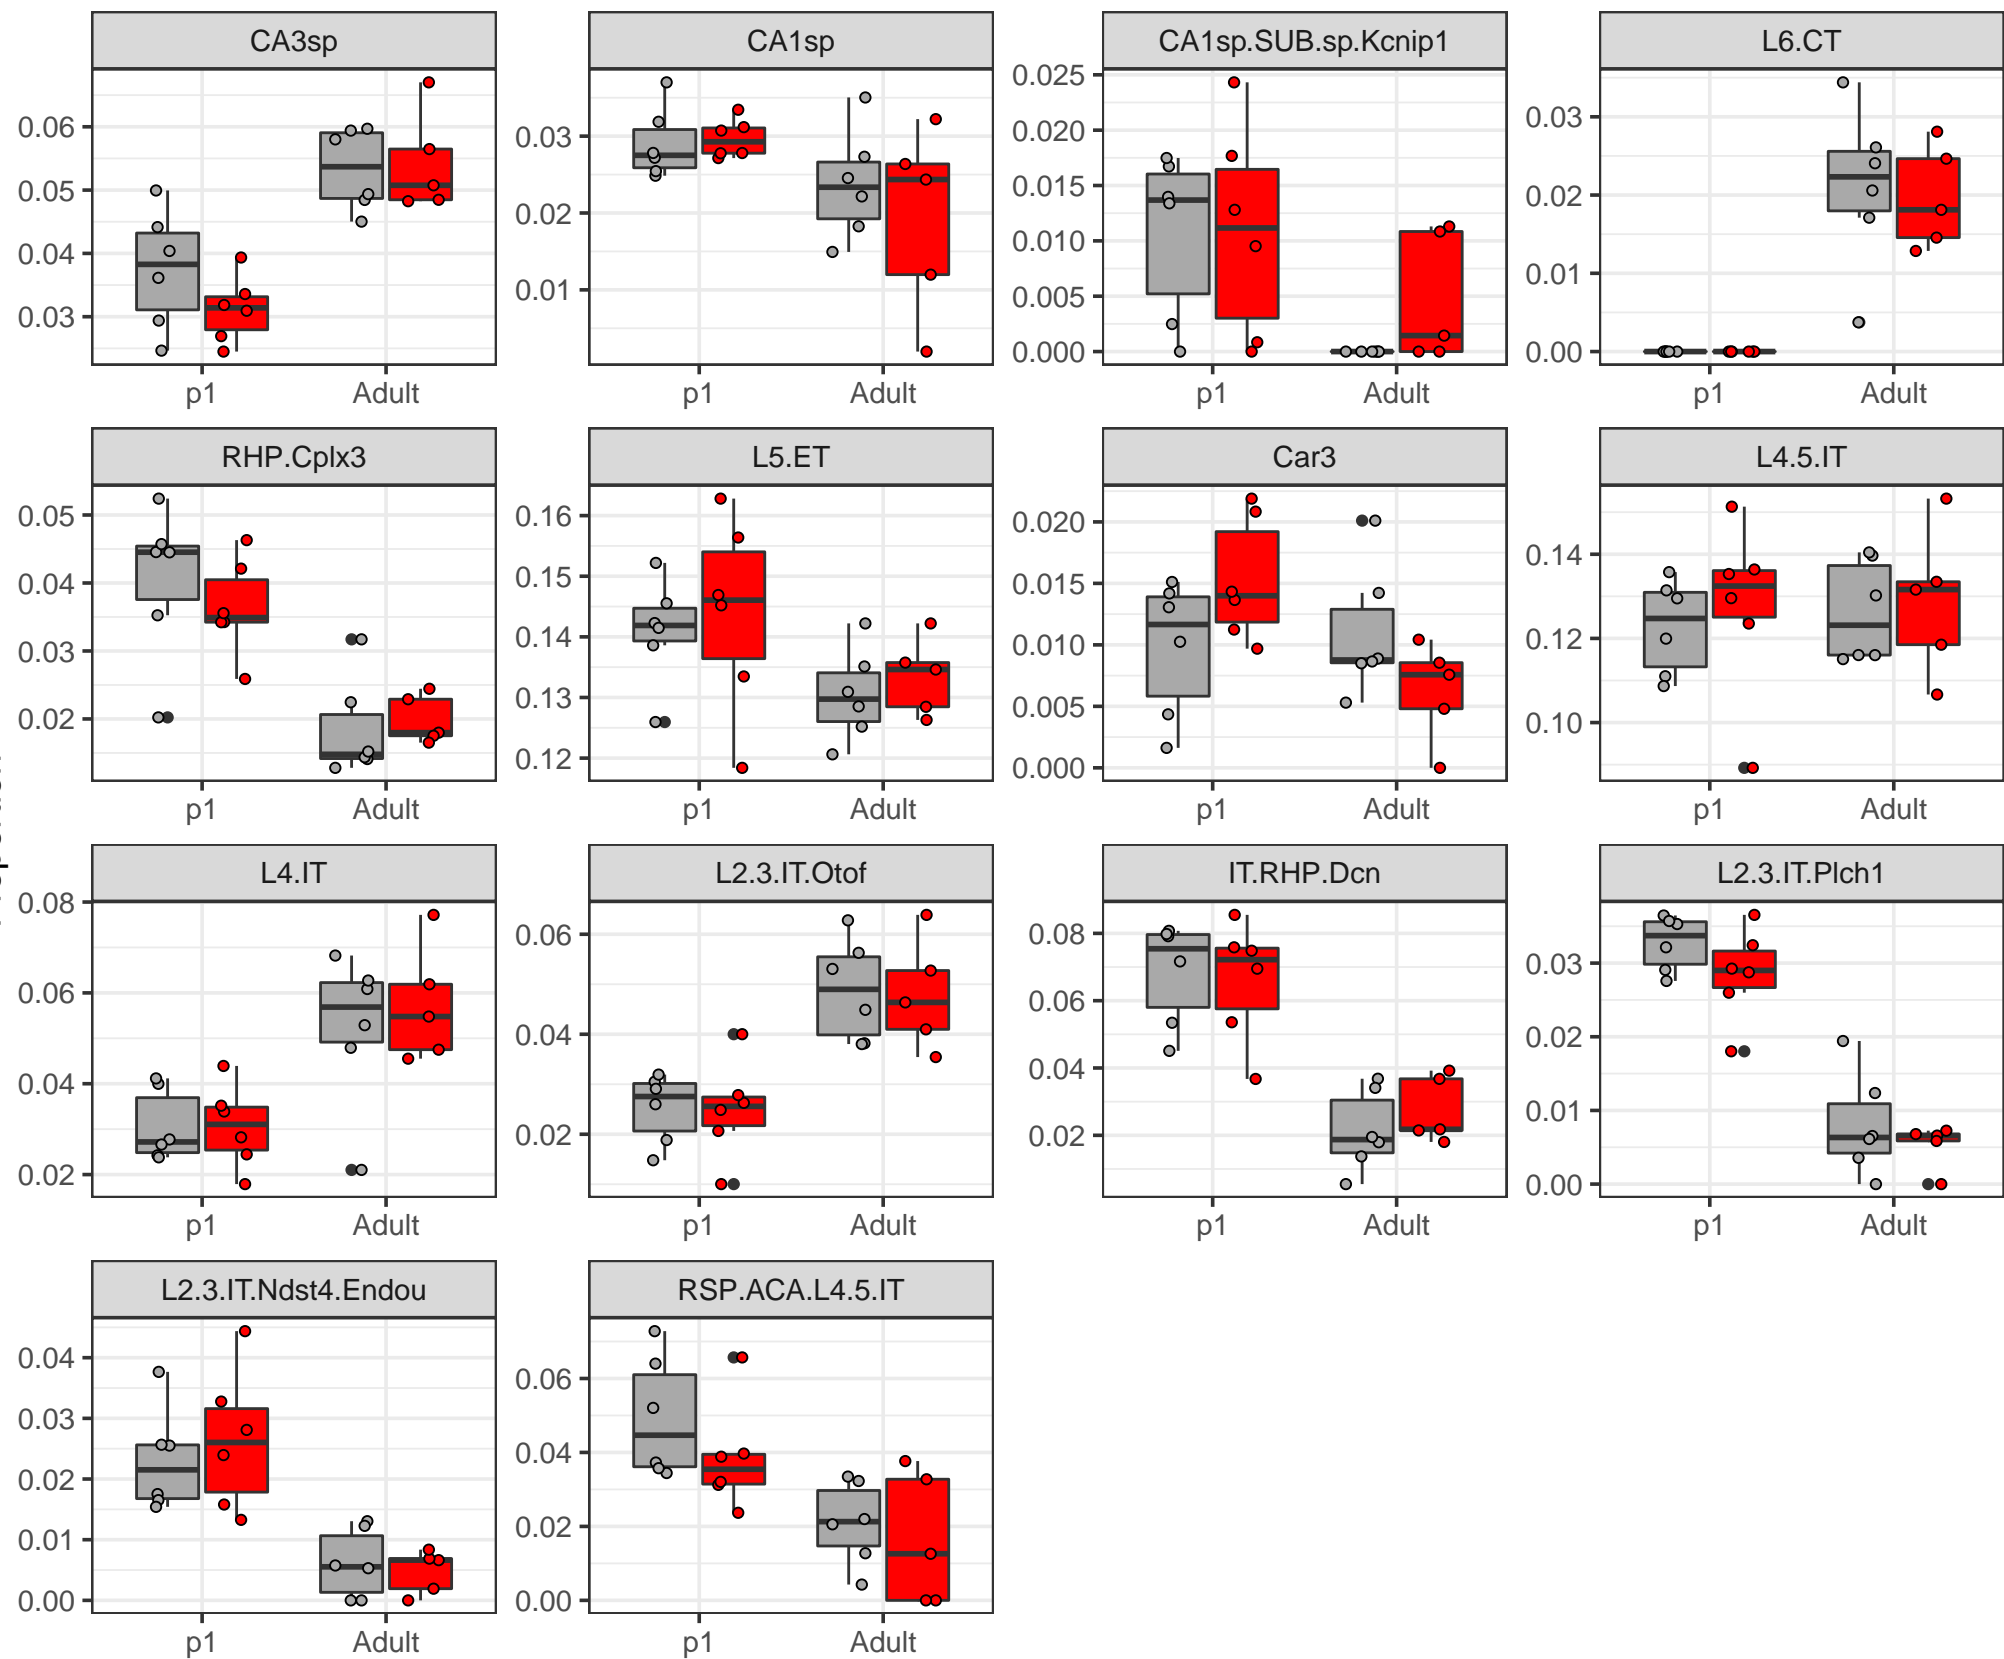 CA3sp CA1sp CA1sp.SUB.sp.Kcnip1 L6.CT
0.06 0.05 0.04 0.03
0.03 0.02 0.01
0.025 0.020 0.015 0.010 0.005 0.000
0.03 0.02 0.01 0.00
p1 Adult p1 Adult p1 Adult p1 Adult
RHP.Cplx3 L5.ET Car3 L4.5.IT
0.05 0.04 0.03 0.02
0.16 0.15 0.14 0.13 0.12
0.020 0.015 0.010 0.005 0.000
0.14 0.12 0.10
p1 Adult p1 Adult p1 Adult p1 Adult
L4.IT L2.3.IT.Otof IT.RHP.Dcn L2.3.IT.Plch1
0.08 0.06 0.04 0.02
0.06 0.04 0.02
0.08 0.06 0.04 0.02
0.03 0.02 0.01 0.00
p1 Adult p1 Adult p1 Adult p1 Adult
L2.3.IT.Ndst4.Endou RSP.ACA.L4.5.IT
0.04 0.03 0.02 0.01 0.00
0.06 0.04 0.02 0.00
p1 Adult p1 Adult